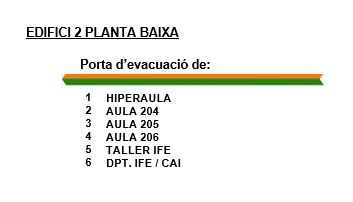 EDIFICI 2 PLANTA BAIXA
Porta d'evacuació de:
1 HIPERAULA
2 AULA 204
3 AULA 205
4 AULA 206
5 TALLER IFE
6 DPT. IFE / CAI